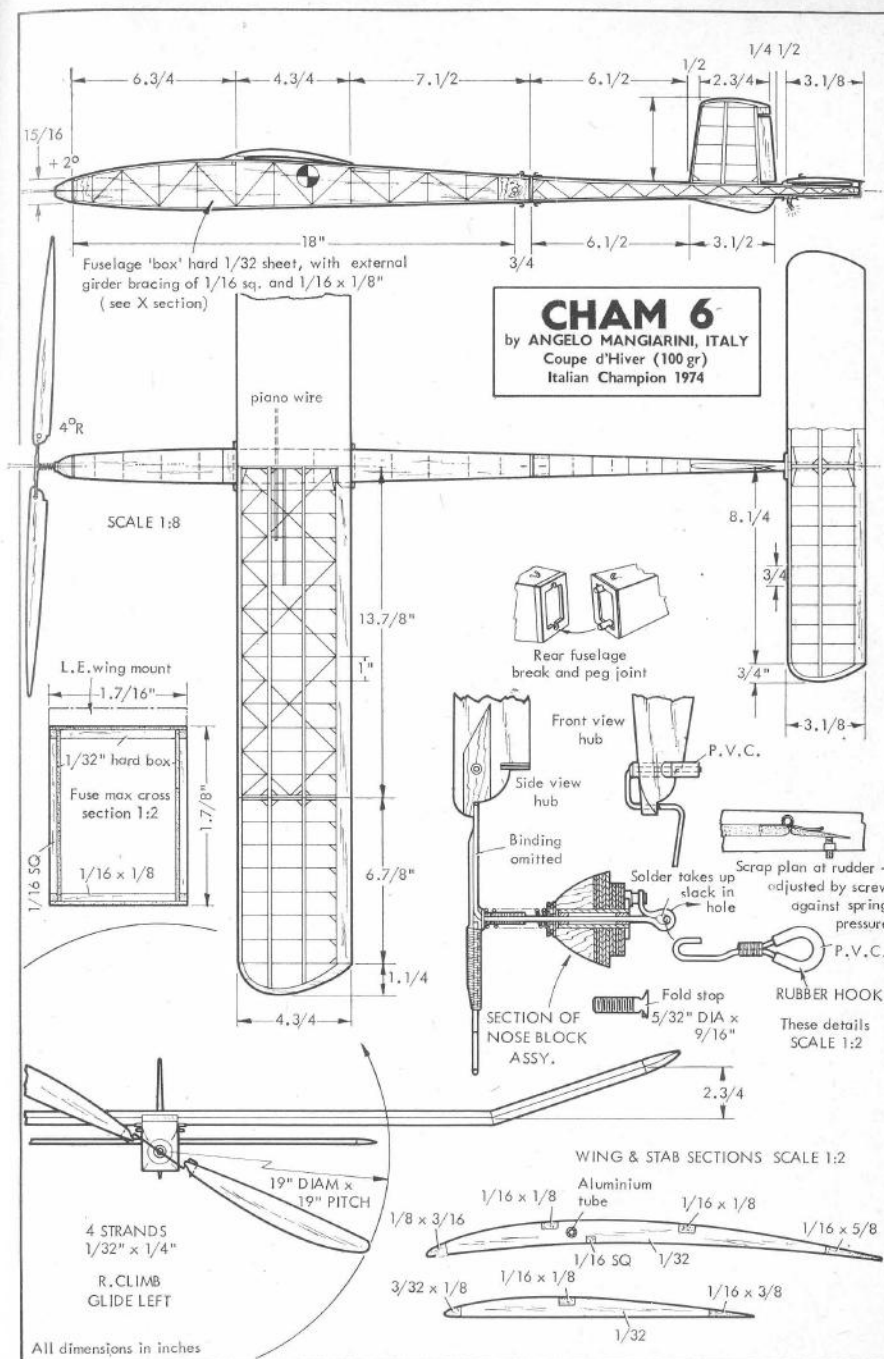 6.3/4
4.3/4
7.1/2
6.1/2
1/2
1/4 1/2
2.3/4
3.1/8
15/16
+ 2°
18"
3/4
6.1/2
3.1/2
Fuselage 'box' hard 1/32 sheet, with external
girder bracing of 1/16 sq. and 1/16 x 1/8"
( see X section)
CHAM 6
by ANGELO MANGIARINI, ITALY
Coupe d'Hiver (100 gr)
Italian Champion 1974
piano wire
4°R
SCALE 1:8
8.1/4
3/4
3/4"
3.1/8
13.7/8"
1"
6.7/8"
1.1/4
4.3/4
Rear fuselage
break and peg joint
L.E.wing mount
1.7/16"
1/32" hard box
Fuse max cross
section 1:2
1.7/8"
1/16 SQ
1/16 x 1/8
Front view
hub
P.V.C.
Side view
hub
Binding
omitted
Solder takes up
slack in
hole
Scrap plan at rudder -
adjusted by screw
against spring
pressure
P.V.C.
RUBBER HOOK
These details
SCALE 1:2
Fold stop
5/32" DIA x
9/16"
SECTION OF
NOSE BLOCK
ASSY.
2.3/4
19" DIAM x
19" PITCH
4 STRANDS
1/32" x 1/4"
R.CLIMB
GLIDE LEFT
WING & STAB SECTIONS SCALE 1:2
1/8 x 3/16
1/16 x 1/8
Aluminium
tube
1/16 x 1/8
1/16 x 5/8
1/16 SQ
1/32
3/32 x 1/8
1/16 x 1/8
1/16 x 3/8
1/32
All dimensions in inches